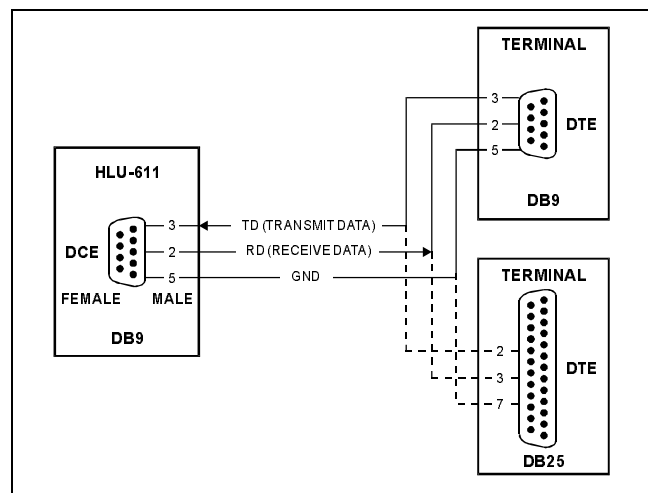 TERMINAL
3
2
5
DTE
DB9
HLU-611
DCE
3
2
5
TD (TRANSMIT DATA)
RD (RECEIVE DATA)
GND
FEMALE MALE
DB9
TERMINAL
2
3
7
DTE
DB25